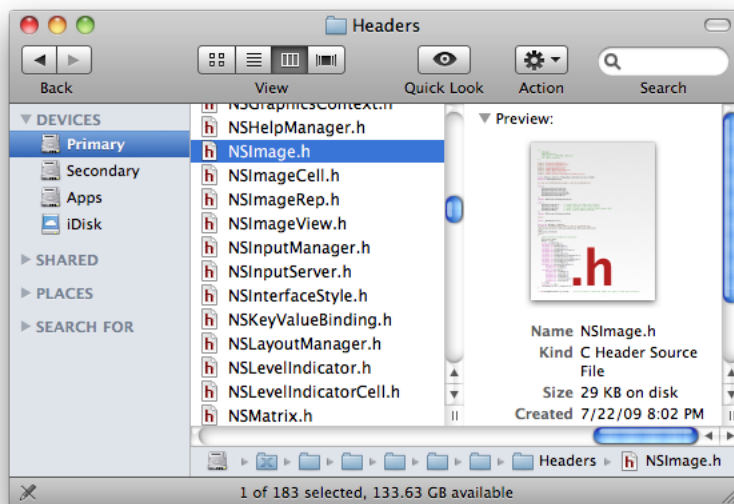 Headers
Back
View
Quick Look
Action
Search
DEVICES
Primary
Secondary
Apps
iDisk
SHARED
PLACES
SEARCH FOR
NSGraphicsContext.h
NSHelpManager.h
NSImage.h
NSImageCell.h
NSImageRep.h
NSImageView.h
NSInputManager.h
NSInputServer.h
NSInterfaceStyle.h
NSKeyValueBinding.h
NSLayoutManager.h
NSLevelIndicator.h
NSLevelIndicatorCell.h
NSMatrix.h
Preview:
.h
Name NSImage.h
Kind C Header Source
File
Size 29 KB on disk
Created 7/22/09 8:02 PM
Headers
NSImage.h
1 of 183 selected, 133.63 GB available